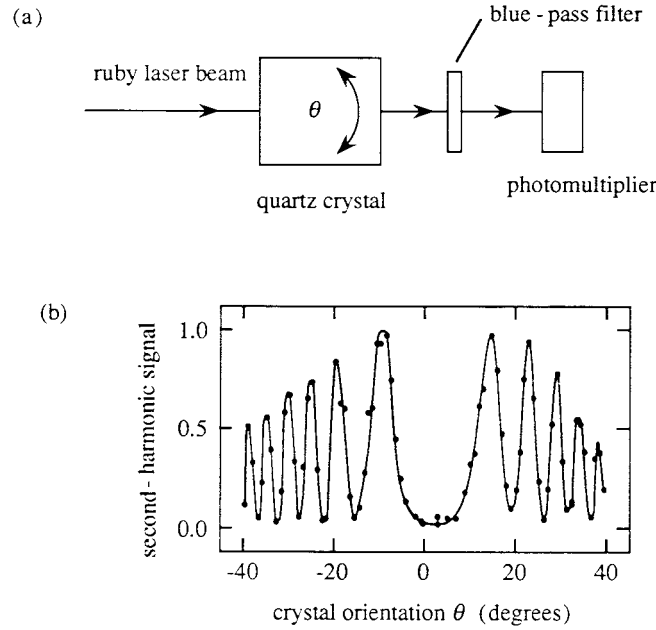 (a)
blue - pass filter
ruby laser beam
θ
quartz crystal
photomultiplier
(b)
second - harmonic signal
1.0
0.5
0.0
-40 -20 0 20 40
crystal orientation θ (degrees)